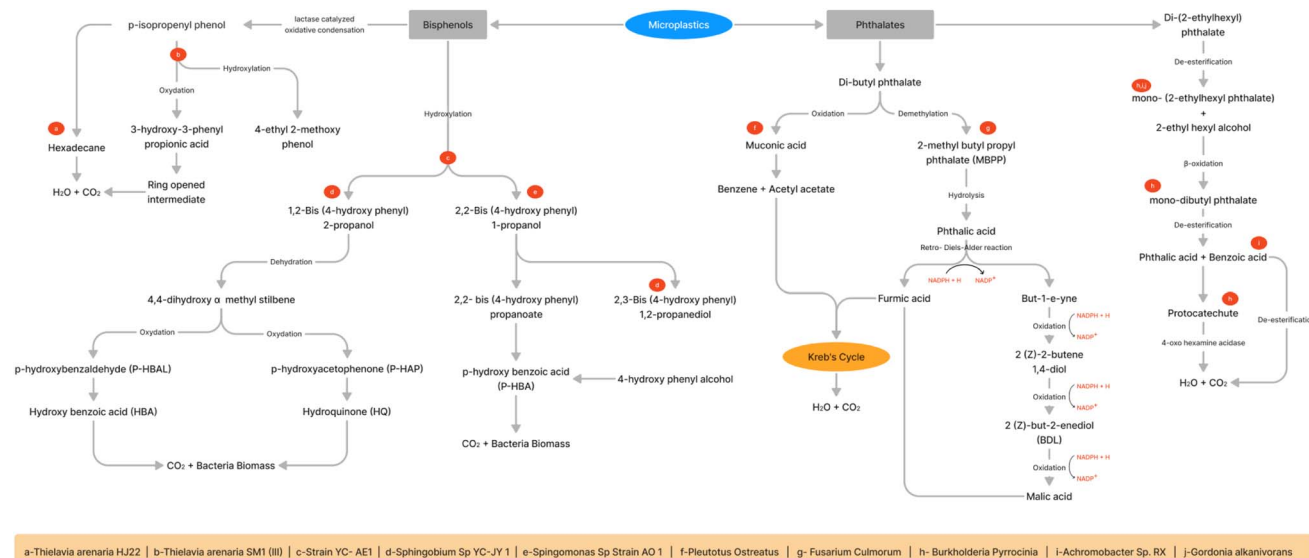 Microplastics
Bisphenols
lactase catalyzed
oxidative condensation
p-isopropenyl phenol
b
Hydroxylation
Oxydation
a
Hexadecane
3-hydroxy-3-phenyl
propionic acid
4-ethyl 2-methoxy
phenol
H₂O + CO₂
Ring opened
intermediate
Hydroxylation
c
d
1,2-Bis (4-hydroxy phenyl)
2-propanol
e
2,2-Bis (4-hydroxy phenyl)
1-propanol
Dehydration
4,4-dihydroxy α methyl stilbene
Oxydation
Oxydation
p-hydroxybenzaldehyde (P-HBAL)
p-hydroxyacetophenone (P-HAP)
Hydroxy benzoic acid (HBA)
Hydroquinone (HQ)
CO₂ + Bacteria Biomass
2,2- bis (4-hydroxy phenyl)
propanoate
d
2,3-Bis (4-hydroxy phenyl)
1,2-propanediol
p-hydroxy benzoic acid
(P-HBA)
4-hydroxy phenyl alcohol
CO₂ + Bacteria Biomass
Phthalates
Di-butyl phthalate
Oxidation
Demethylation
f
Muconic acid
g
2-methyl butyl propyl
phthalate (MBPP)
Benzene + Acetyl acetate
Hydrolysis
Phthalic acid
Retro- Diels-Alder reaction
NADPH + H
NADP⁺
Furmic acid
But-1-e-yne
Oxidation
NADPH + H
NADP⁺
Kreb's Cycle
2 (Z)-2-butene
1,4-diol
Oxidation
NADPH + H
NADP⁺
H₂O + CO₂
2 (Z)-but-2-enediol
(BDL)
Oxidation
NADPH + H
NADP⁺
Malic acid
Di-(2-ethylhexyl)
phthalate
De-esterification
h,i,j
mono- (2-ethylhexyl phthalate)
+
2-ethyl hexyl alcohol
β-oxidation
h
mono-dibutyl phthalate
De-esterification
i
Phthalic acid + Benzoic acid
h
Protocatechute
De-esterification
4-oxo hexamine acidase
H₂O + CO₂
a-Thielavia arenaria HJ22 | b-Thielavia arenaria SM1 (III) | c-Strain YC- AE1 | d-Sphingobium Sp YC-JY 1 | e-Spingomonas Sp Strain AO 1 | f-Pleutotus Ostreatus | g- Fusarium Culmorum | h- Burkholderia Pyrrocinia | i-Achromobacter Sp. RX | j-Gordonia alkanivorans